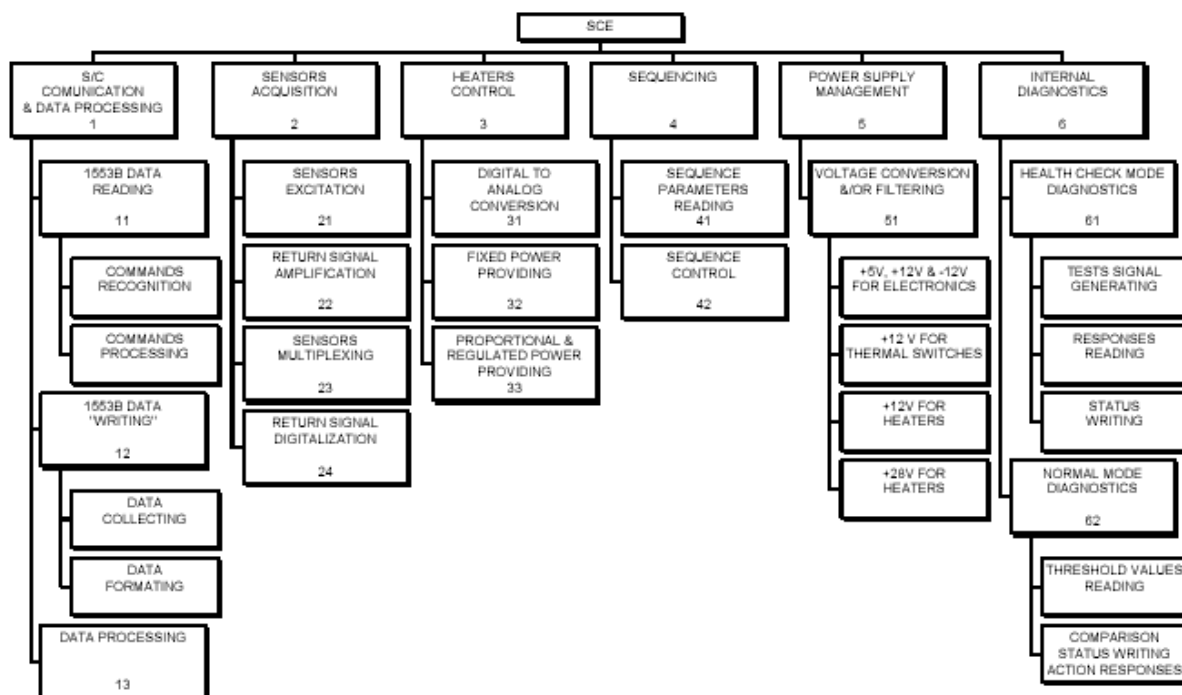 SCE
S/C
COMUNICATION
& DATA PROCESSING
1
1553B DATA
READING
11
COMMANDS
RECOGNITION
COMMANDS
PROCESSING
1553B DATA
"WRITING"
12
DATA
COLLECTING
DATA
FORMATING
DATA PROCESSING
13
SENSORS
ACQUISITION
2
SENSORS
EXCITATION
21
RETURN SIGNAL
AMPLIFICATION
22
SENSORS
MULTIPLEXING
23
RETURN SIGNAL
DIGITALIZATION
24
HEATERS
CONTROL
3
DIGITAL TO
ANALOG
CONVERSION
31
FIXED POWER
PROVIDING
32
PROPORTIONAL &
REGULATED POWER
PROVIDING
33
SEQUENCING
4
SEQUENCE
PARAMETERS
READING
41
SEQUENCE
CONTROL
42
POWER SUPPLY
MANAGEMENT
5
VOLTAGE CONVERSION
&/OR FILTERING
51
+5V, +12V & -12V
FOR ELECTRONICS
+12 V FOR
THERMAL SWITCHES
+12V FOR
HEATERS
+28V FOR
HEATERS
INTERNAL
DIAGNOSTICS
6
HEALTH CHECK MODE
DIAGNOSTICS
61
TESTS SIGNAL
GENERATING
RESPONSES
READING
STATUS
WRITING
NORMAL MODE
DIAGNOSTICS
62
THRESHOLD VALUES
READING
COMPARISON
STATUS WRITING
ACTION RESPONSES